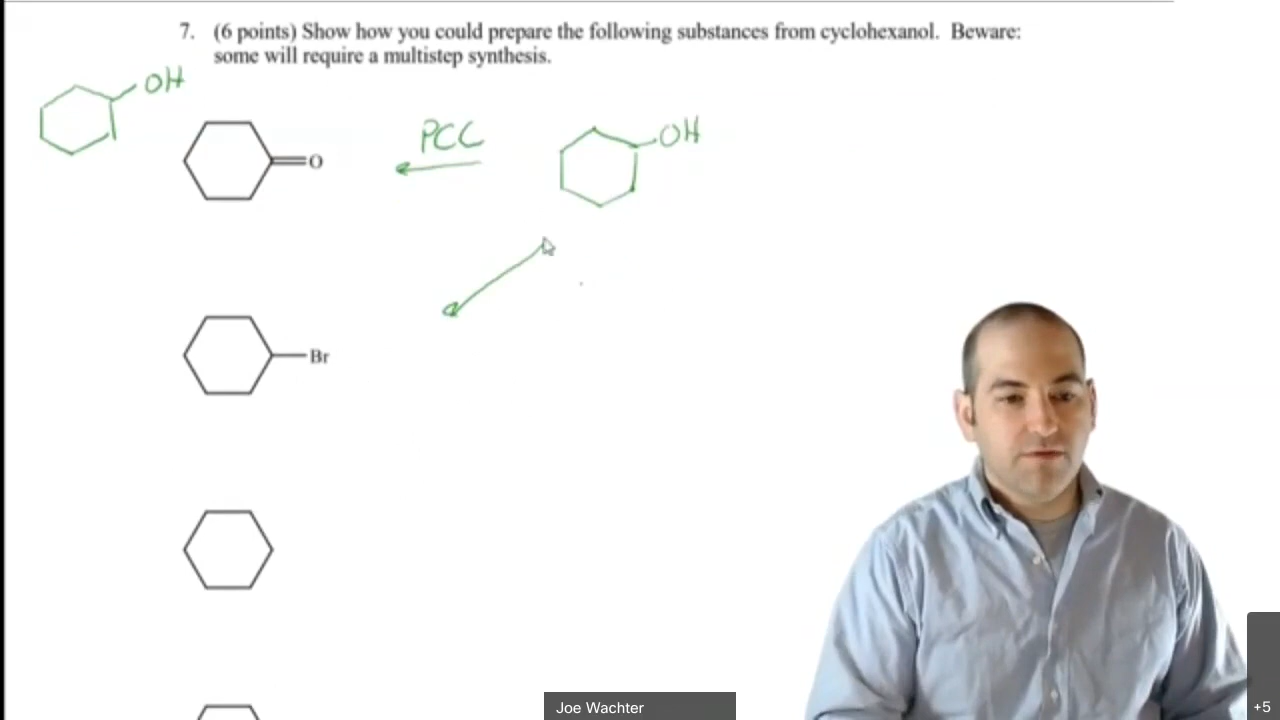 7. (6 points) Show how you could prepare the following substances from cyclohexanol. Beware:
some will require a multistep synthesis.
OH
O
PCC
OH
Br
Joe Wachter
+5